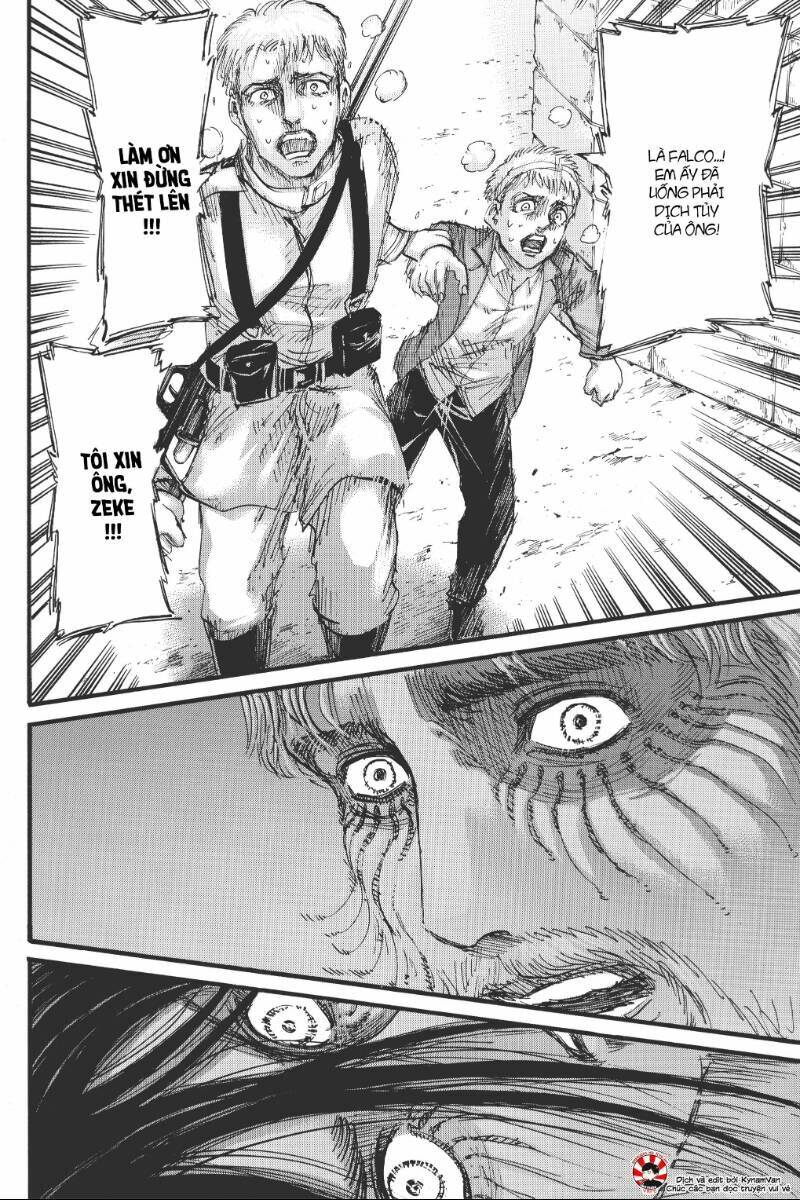 LÀ FALCO...!
EM ẤY ĐÃ
UỐNG PHẢI
DỊCH TỦY
CỦA ÔNG!
LÀM ƠN
XIN ĐỪNG
THÉT LÊN
!!!
TÔI XIN
ÔNG,
ZEKE
!!!
Dịch và edit bởi KynamVan
Chúc các bạn đọc truyện vui vẻ